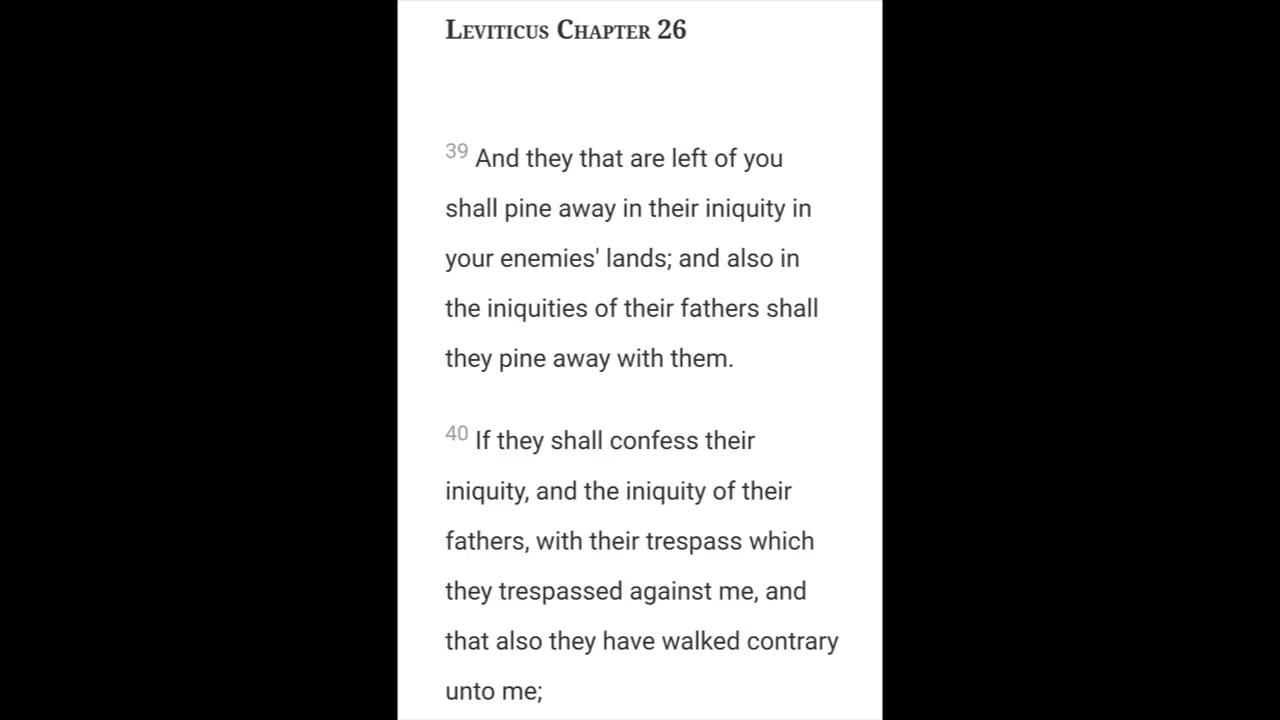 Leviticus Chapter 26
39 And they that are left of you
shall pine away in their iniquity in
your enemies' lands; and also in
the iniquities of their fathers shall
they pine away with them.
40 If they shall confess their
iniquity, and the iniquity of their
fathers, with their trespass which
they trespassed against me, and
that also they have walked contrary
unto me;